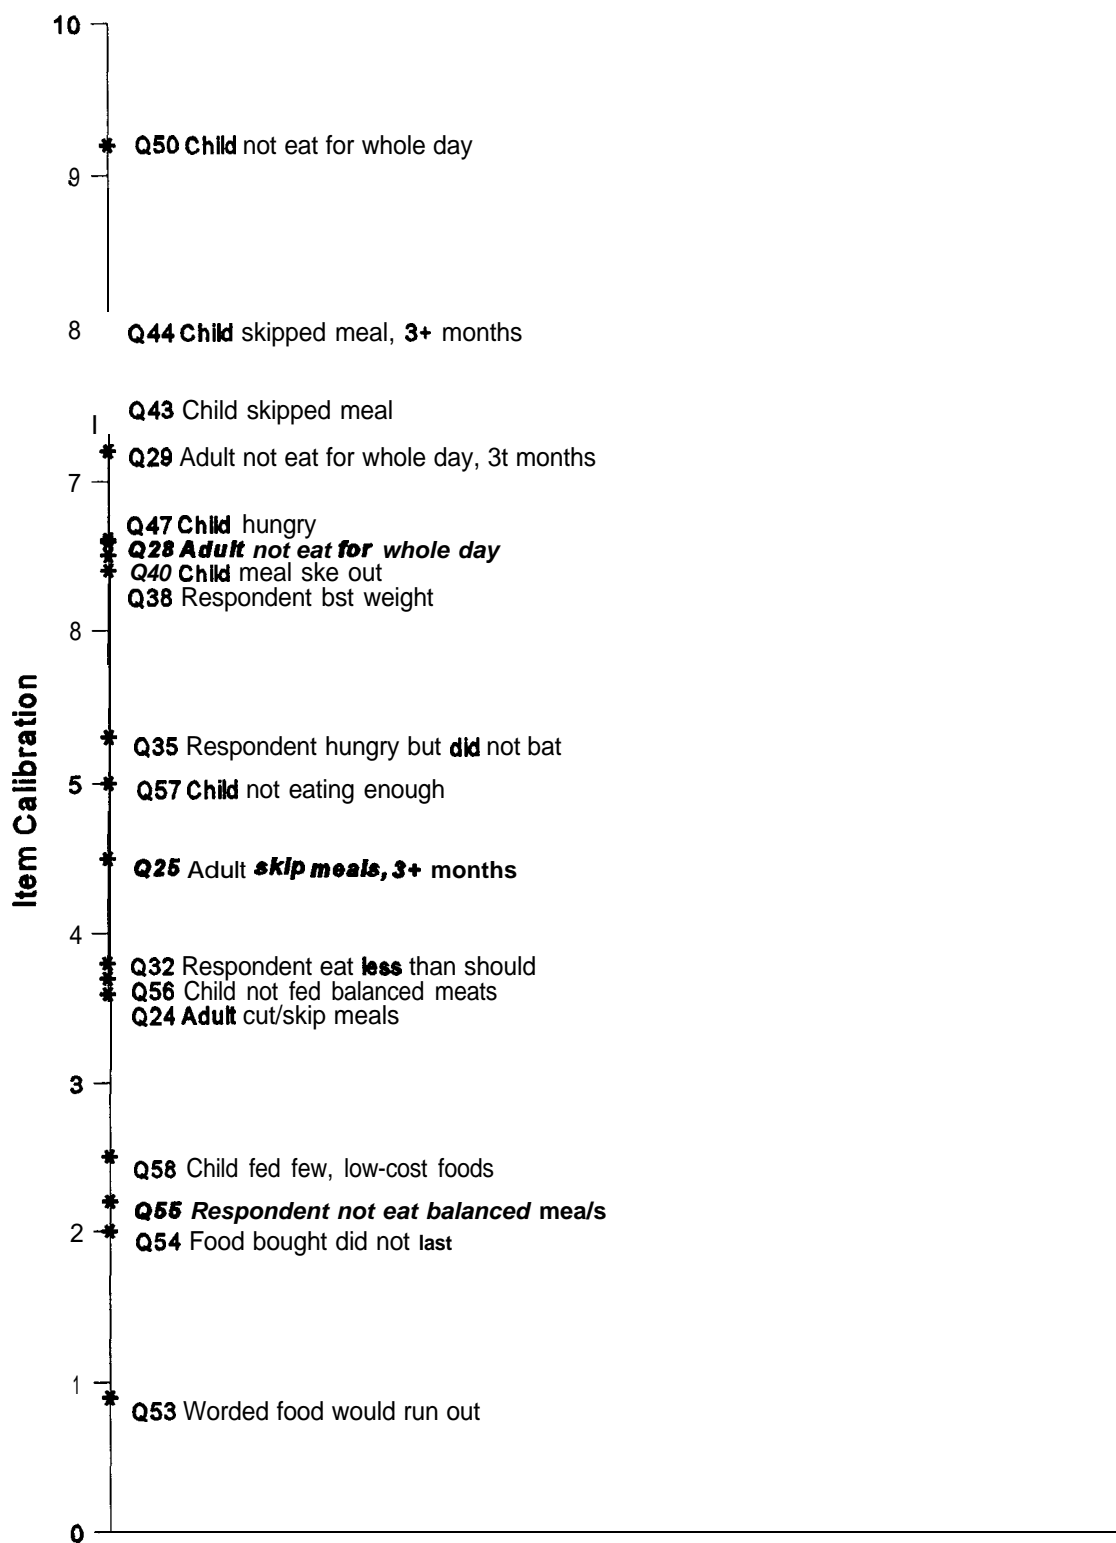 10
Q50 Child not eat for whole day
9
8 Q44 Child skipped meal, 3+ months
Q43 Child skipped meal
Q29 Adult not eat for whole day, 3t months
7
Q47 Child hungry
Q28 Adult not eat for whole day
Q40 Child meal ske out
Q38 Respondent bst weight
8
Item Calibration
Q35 Respondent hungry but did not bat
5 Q57 Child not eating enough
Q25 Adult skip meals, 3+ months
4
Q32 Respondent eat less than should
Q56 Child not fed balanced meats
Q24 Adult cut/skip meals
3
Q58 Child fed few, low-cost foods
Q55 Respondent not eat balanced mea/s
2 Q54 Food bought did not last
1
Q53 Worded food would run out
0